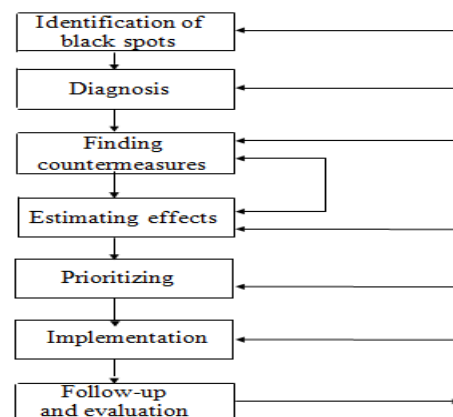 Identification of
black spots
Diagnosis
Finding
countermeasures
Estimating effects
Prioritizing
Implementation
Follow-up
and evaluation